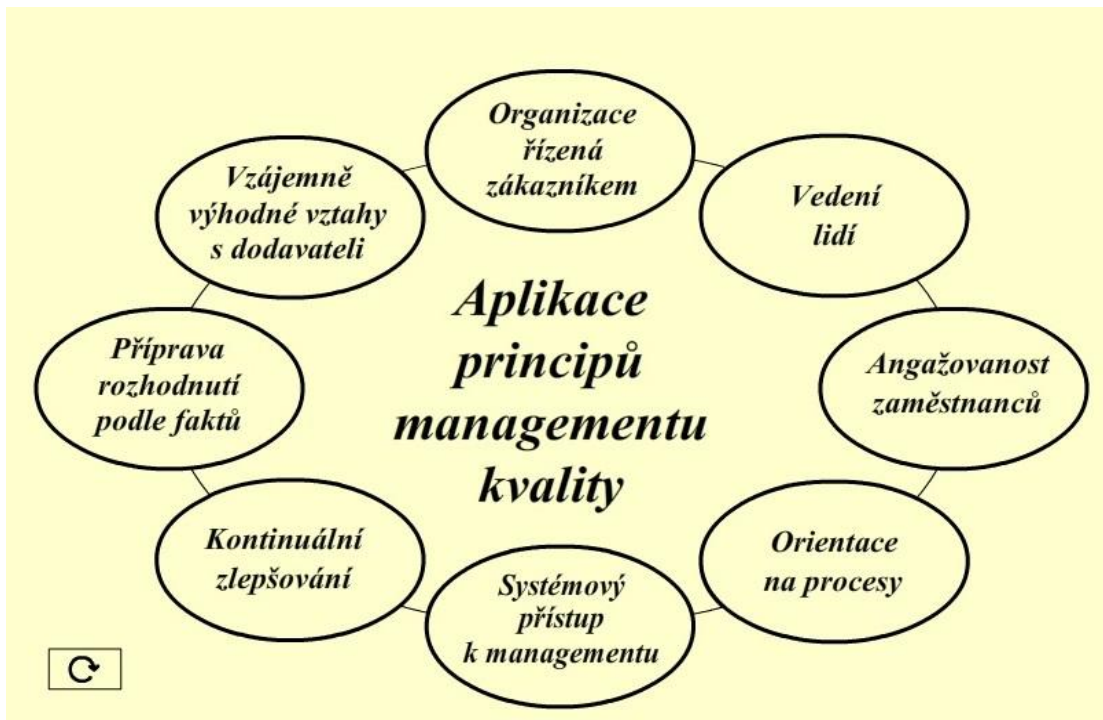 Organizace
řízená
zákazníkem
Vedení
lidí
Angažovanost
zaměstnanců
Orientace
na procesy
Systémový
přístup
k managementu
Kontinuální
zlepšování
Příprava
rozhodnutí
podle faktů
Vzájemně
výhodné vztahy
s dodavateli
Aplikace
principů
managementu
kvality